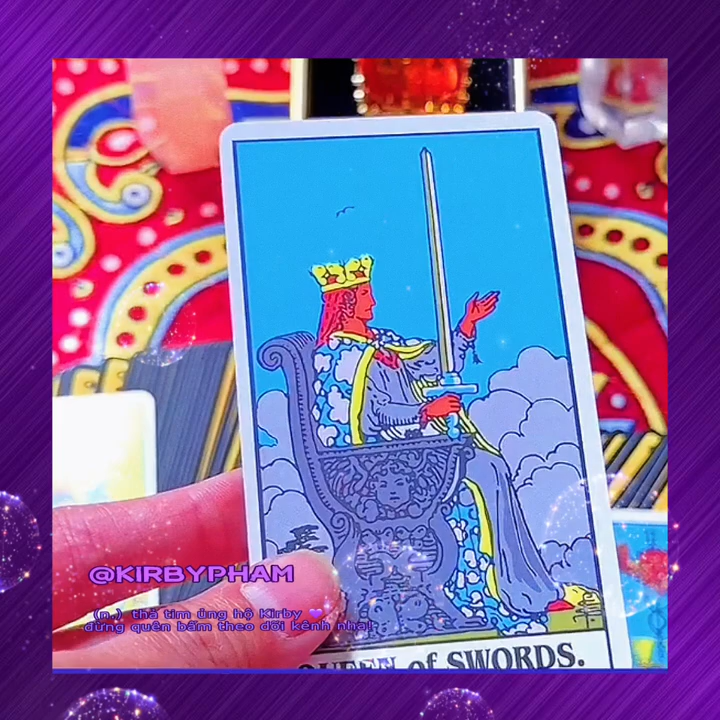 @KIRBYPHAM
(n.) thả tim ủng hộ Kirby 💜
đừng quên bấm theo dõi kênh nha!
QUEEN of SWORDS.